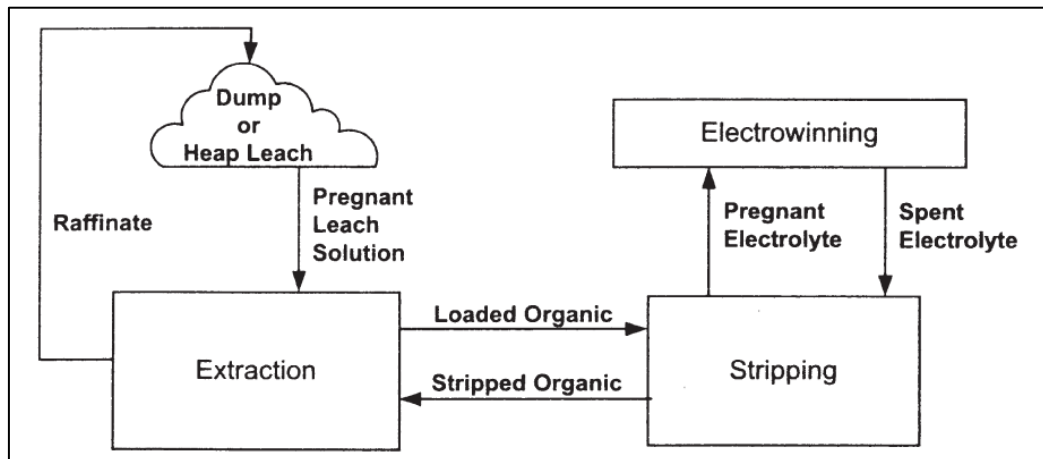 Dump
or
Heap Leach
Electrowinning
Raffinate
Pregnant
Leach
Solution
Pregnant
Electrolyte
Spent
Electrolyte
Loaded Organic
Extraction
Stripping
Stripped Organic